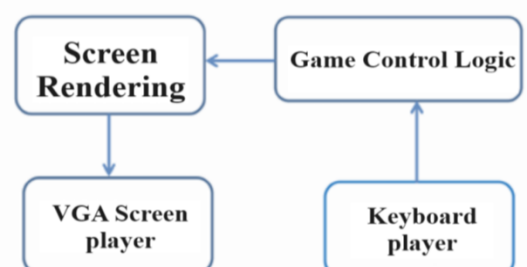 Screen
Rendering
Game Control Logic
VGA Screen
player
Keyboard
player